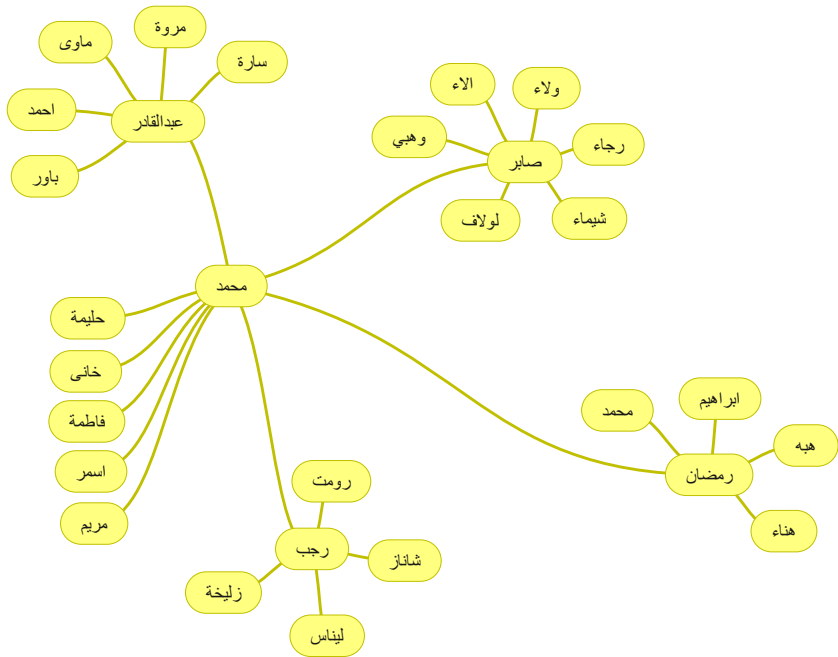 مروة
ماوى
سارة
احمد
عبدالقادر
باور
الاء
ولاء
وهبي
رجاء
صابر
لولاف
شيماء
محمد
حليمة
خانى
فاطمة
اسمر
مريم
محمد
ابراهيم
هبه
رمضان
هناء
رومت
رجب
شاناز
زليخة
ليناس